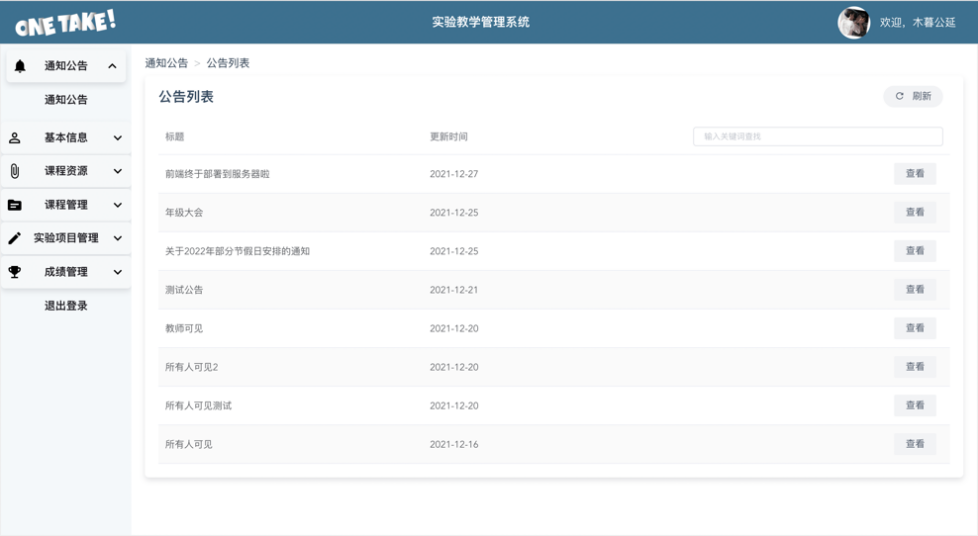 ONE TAKE!
实验教学管理系统
欢迎，木暮公延
通知公告
通知公告
基本信息
课程资源
课程管理
实验项目管理
成绩管理
退出登录
通知公告 > 公告列表
公告列表
刷新
标题 更新时间 输入关键词查找
前端终于部署到服务器啦 2021-12-27 查看
年级大会 2021-12-25 查看
关于2022年部分节假日安排的通知 2021-12-25 查看
测试公告 2021-12-21 查看
教师可见 2021-12-20 查看
所有人可见2 2021-12-20 查看
所有人可见测试 2021-12-20 查看
所有人可见 2021-12-16 查看